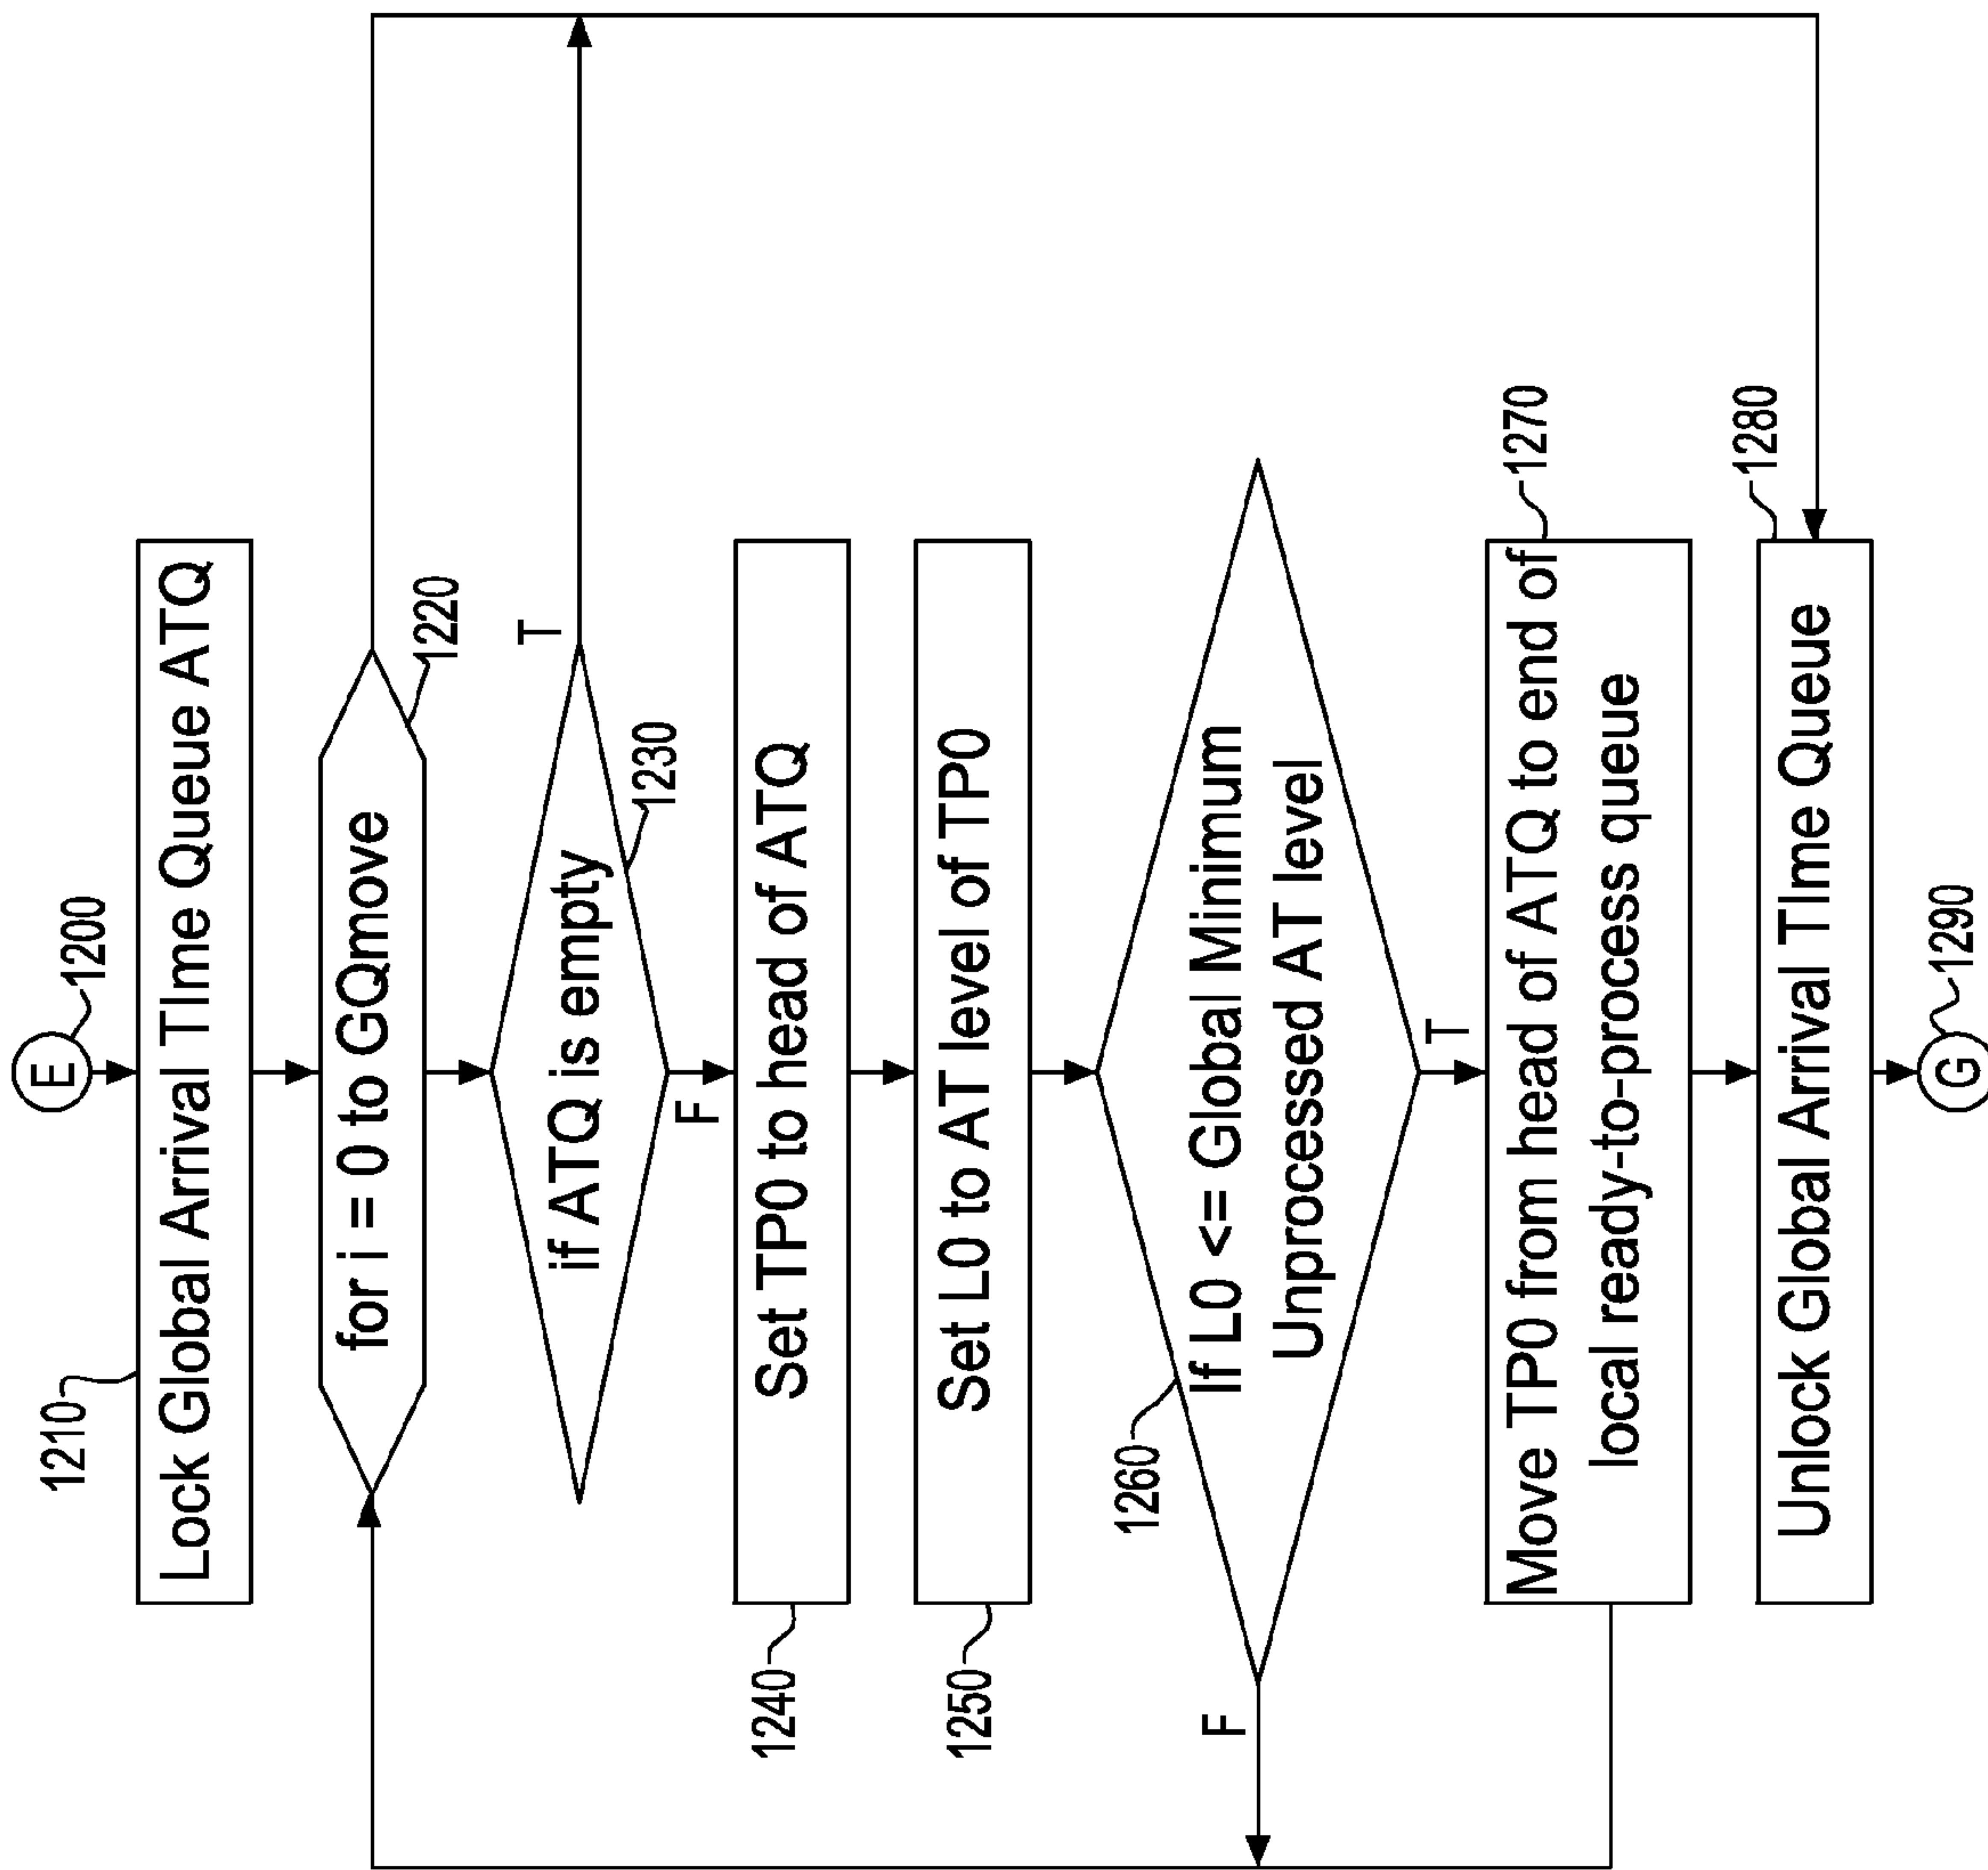 E
1200
1210
Lock Global Arrival TIme Queue ATQ
for i = 0 to GQmove
1220
if ATQ is empty
T
1230
F
Set TP0 to head of ATQ
1240
Set L0 to AT level of TP0
1250
1260
If L0 <= Global Minimum
Unprocessed AT level
F
T
Move TP0 from head of ATQ to end of
local ready-to-process queue
1270
Unlock Global Arrival TIme Queue
1280
G
1290